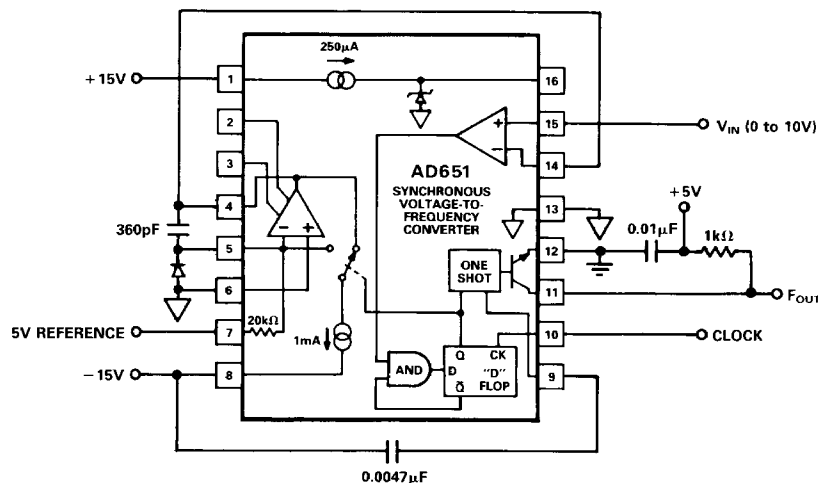 250µA
+15V
1
16
2
15
VIN (0 to 10V)
3
14
AD651
SYNCHRONOUS
VOLTAGE-TO-
FREQUENCY
CONVERTER
4
13
+5V
360pF
0.01µF
1kΩ
5
12
ONE
SHOT
6
11
FOUT
5V REFERENCE
7
20kΩ
1mA
10
CLOCK
−15V
8
AND
D
Q
CK
"D"
FLOP
Q̄
9
0.0047µF
−
+
+
−